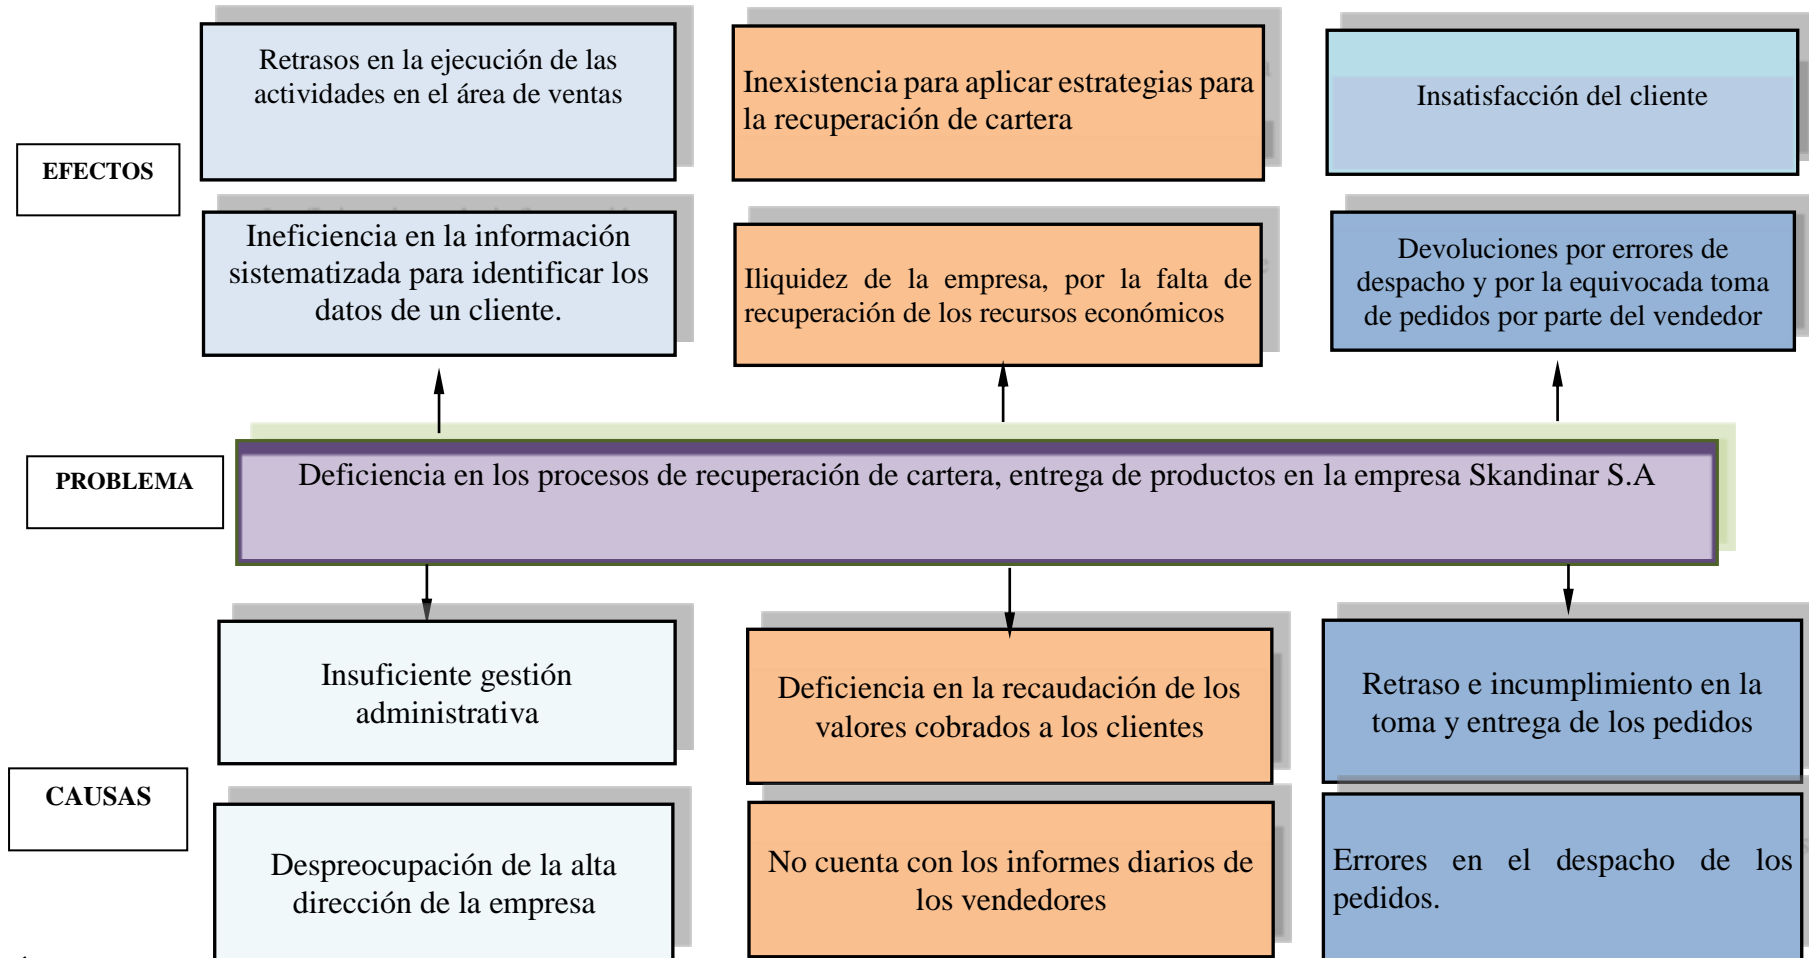 Retrasos en la ejecución de las
actividades en el área de ventas
Inexistencia para aplicar estrategias para
la recuperación de cartera
Insatisfacción del cliente
EFECTOS
Ineficiencia en la información
sistematizada para identificar los
datos de un cliente.
Iliquidez de la empresa, por la falta de
recuperación de los recursos económicos
Devoluciones por errores de
despacho y por la equivocada toma
de pedidos por parte del vendedor
PROBLEMA
Deficiencia en los procesos de recuperación de cartera, entrega de productos en la empresa Skandinar S.A
Insuficiente gestión
administrativa
Deficiencia en la recaudación de los
valores cobrados a los clientes
Retraso e incumplimiento en la
toma y entrega de los pedidos
CAUSAS
Despreocupación de la alta
dirección de la empresa
No cuenta con los informes diarios de
los vendedores
Errores en el despacho de los
pedidos.